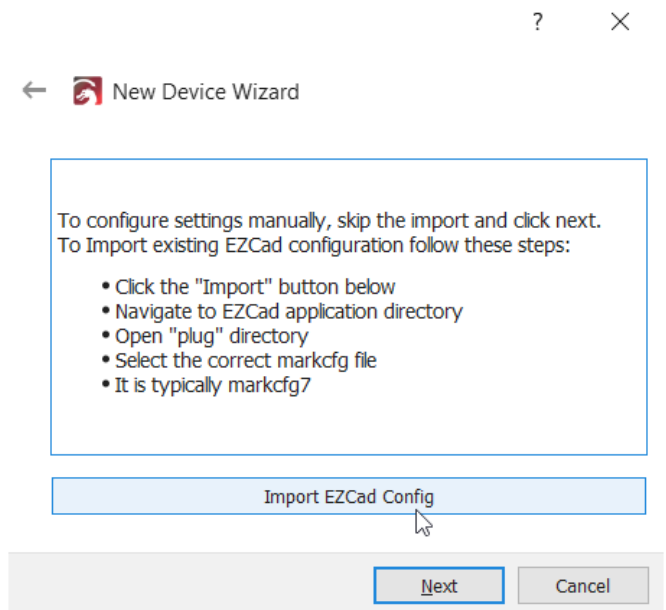 ?
New Device Wizard
To configure settings manually, skip the import and click next.
To Import existing EZCad configuration follow these steps:
• Click the "Import" button below
• Navigate to EZCad application directory
• Open "plug" directory
• Select the correct markcfg file
• It is typically markcfg7
Import EZCad Config
Next Cancel